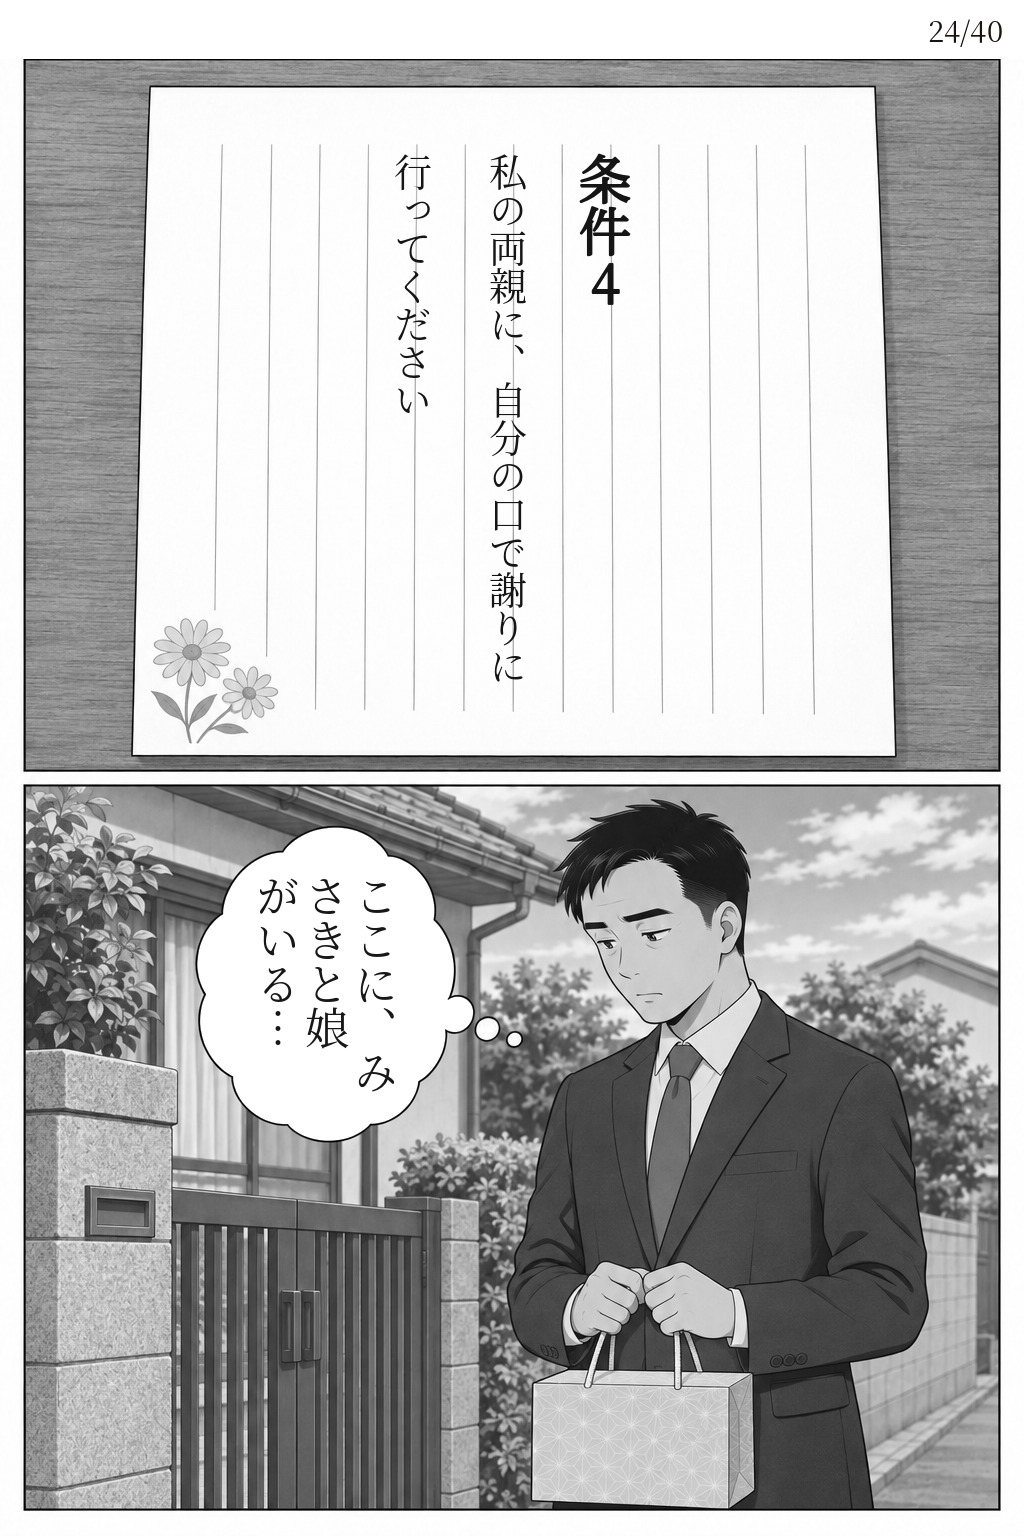 24/40
条件4
私の両親に、自分の口で謝りに
行ってください
ここに、み
さきと娘
がいる…